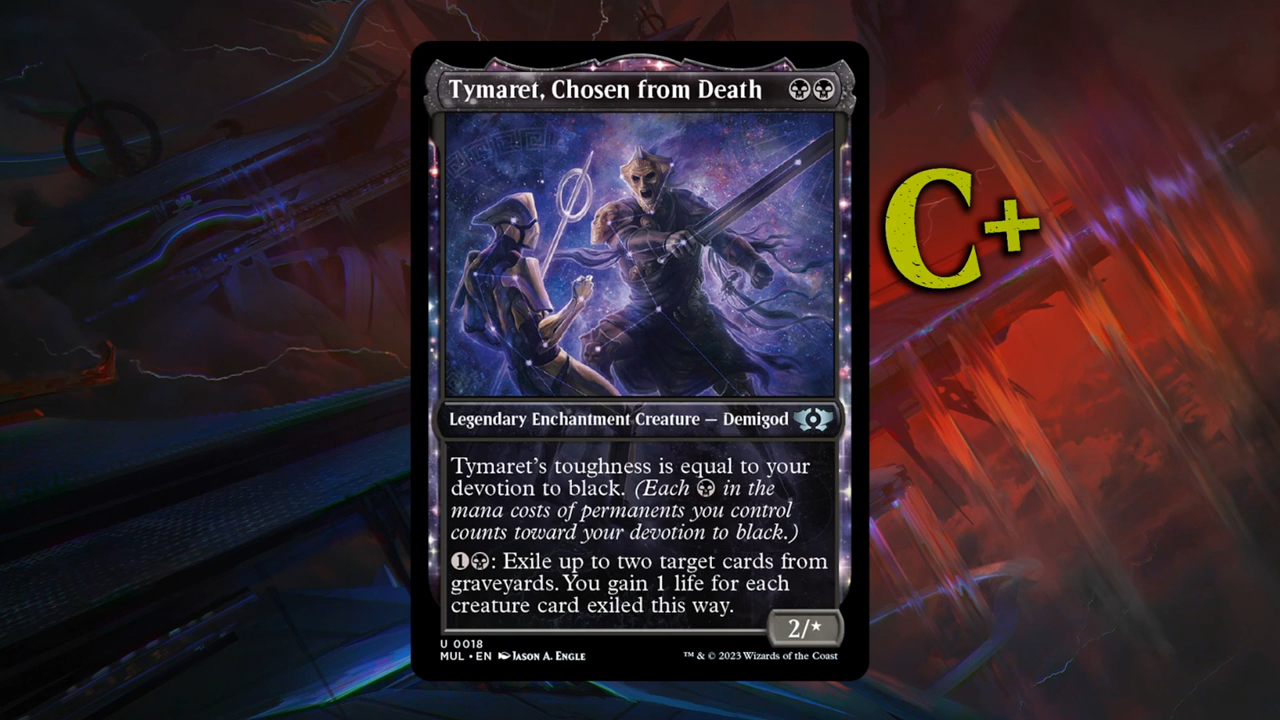 Tymaret, Chosen from Death
C+
Legendary Enchantment Creature — Demigod
Tymaret's toughness is equal to your
devotion to black. (Each in the
mana costs of permanents you control
counts toward your devotion to black.)
1: Exile up to two target cards from
graveyards. You gain 1 life for each
creature card exiled this way.
2/★
U 0018
MUL • EN Jason A. Engle
™ & © 2023 Wizards of the Coast